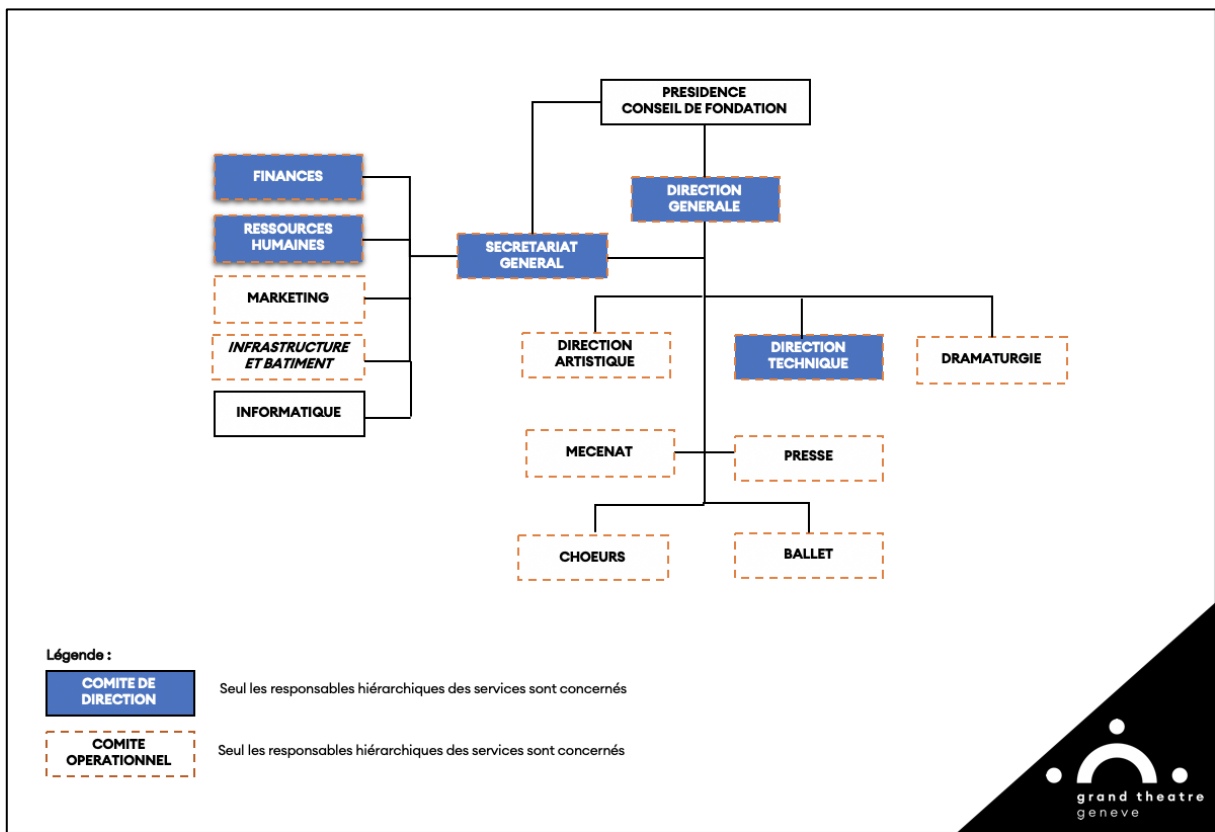 PRESIDENCE
CONSEIL DE FONDATION
FINANCES
DIRECTION
GENERALE
RESSOURCES
HUMAINES
SECRETARIAT
GENERAL
MARKETING
INFRASTRUCTURE
ET BATIMENT
INFORMATIQUE
DIRECTION
ARTISTIQUE
DIRECTION
TECHNIQUE
DRAMATURGIE
MECENAT
PRESSE
CHOEURS
BALLET
Légende :
COMITE DE
DIRECTION
Seul les responsables hiérarchiques des services sont concernés
COMITE
OPERATIONNEL
Seul les responsables hiérarchiques des services sont concernés
grand theatre
geneve